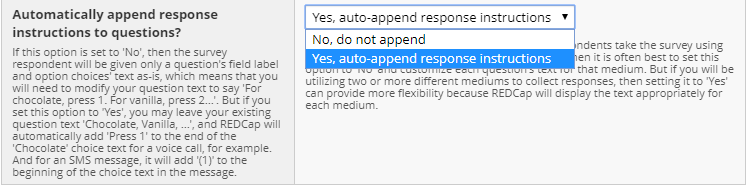 Automatically append response
instructions to questions?
If this option is set to 'No', then the survey
respondent will be given only a question's field label
and option choices' text as-is, which means that you
will need to modify your question text to say 'For
chocolate, press 1. For vanilla, press 2...'. But if you
set this option to 'Yes', you may leave your existing
question text 'Chocolate, Vanilla, ...', and REDCap will
automatically add 'Press 1' to the end of the
'Chocolate' choice text for a voice call, for example.
And for an SMS message, it will add '(1)' to the
beginning of the choice text in the message.
Yes, auto-append response instructions
No, do not append
Yes, auto-append response instructions
ndents take the survey using
en it is often best to set this
option to 'No' and customize each question's text for that medium. But if you will be
utilizing two or more different mediums to collect responses, then setting it to 'Yes'
can provide more flexibility because REDCap will display the text appropriately for
each medium.